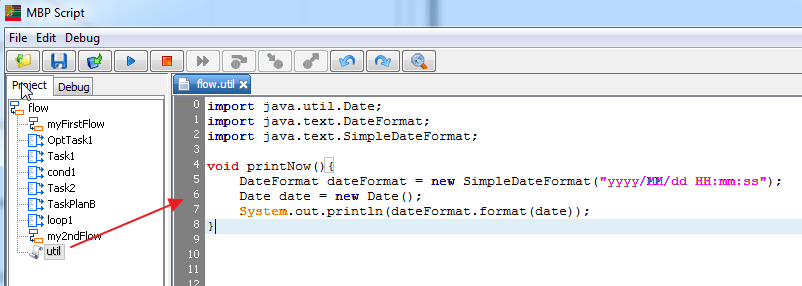 MBP Script
File Edit Debug
Project Debug
flow
myFirstFlow
OptTask1
Task1
cond1
Task2
TaskPlanB
loop1
my2ndFlow
util
flow.util
0 import java.util.Date;
1 import java.text.DateFormat;
2 import java.text.SimpleDateFormat;
3
4 void printNow(){
5 DateFormat dateFormat = new SimpleDateFormat("yyyy/MM/dd HH:mm:ss");
6 Date date = new Date();
7 System.out.println(dateFormat.format(date));
8 }
9
10
11
12